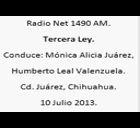 Radio Net 1490 AM.
Tercera Ley.
Conduce: Mónica Alicia Juárez,
Humberto Leal Valenzuela.
Cd. Juárez, Chihuahua.
10 Julio 2013.